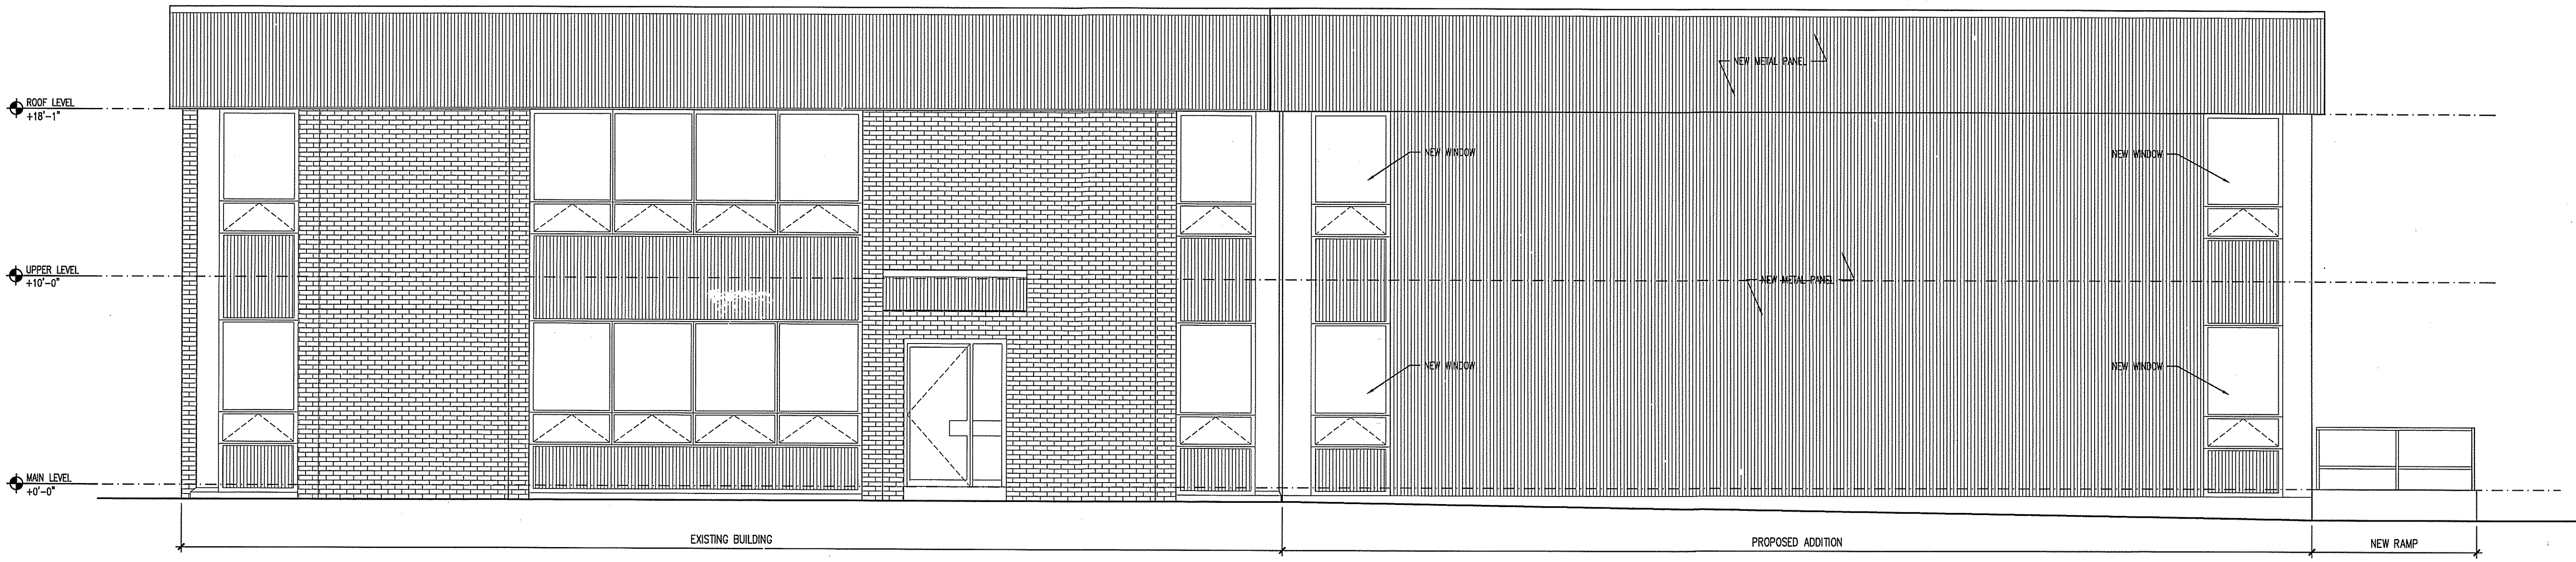 NEW METAL PANEL
ROOF LEVEL
+18'-1"
NEW WINDOW
NEW WINDOW
UPPER LEVEL
+10'-0"
NEW METAL PANEL
NEW WINDOW
NEW WINDOW
MAIN LEVEL
+0'-0"
EXISTING BUILDING
PROPOSED ADDITION
NEW RAMP